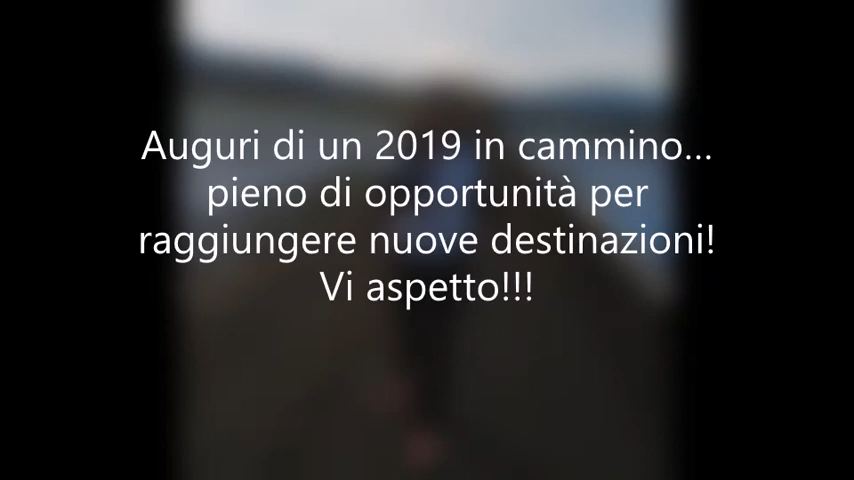 Auguri di un 2019 in cammino...
pieno di opportunità per
raggiungere nuove destinazioni!
Vi aspetto!!!